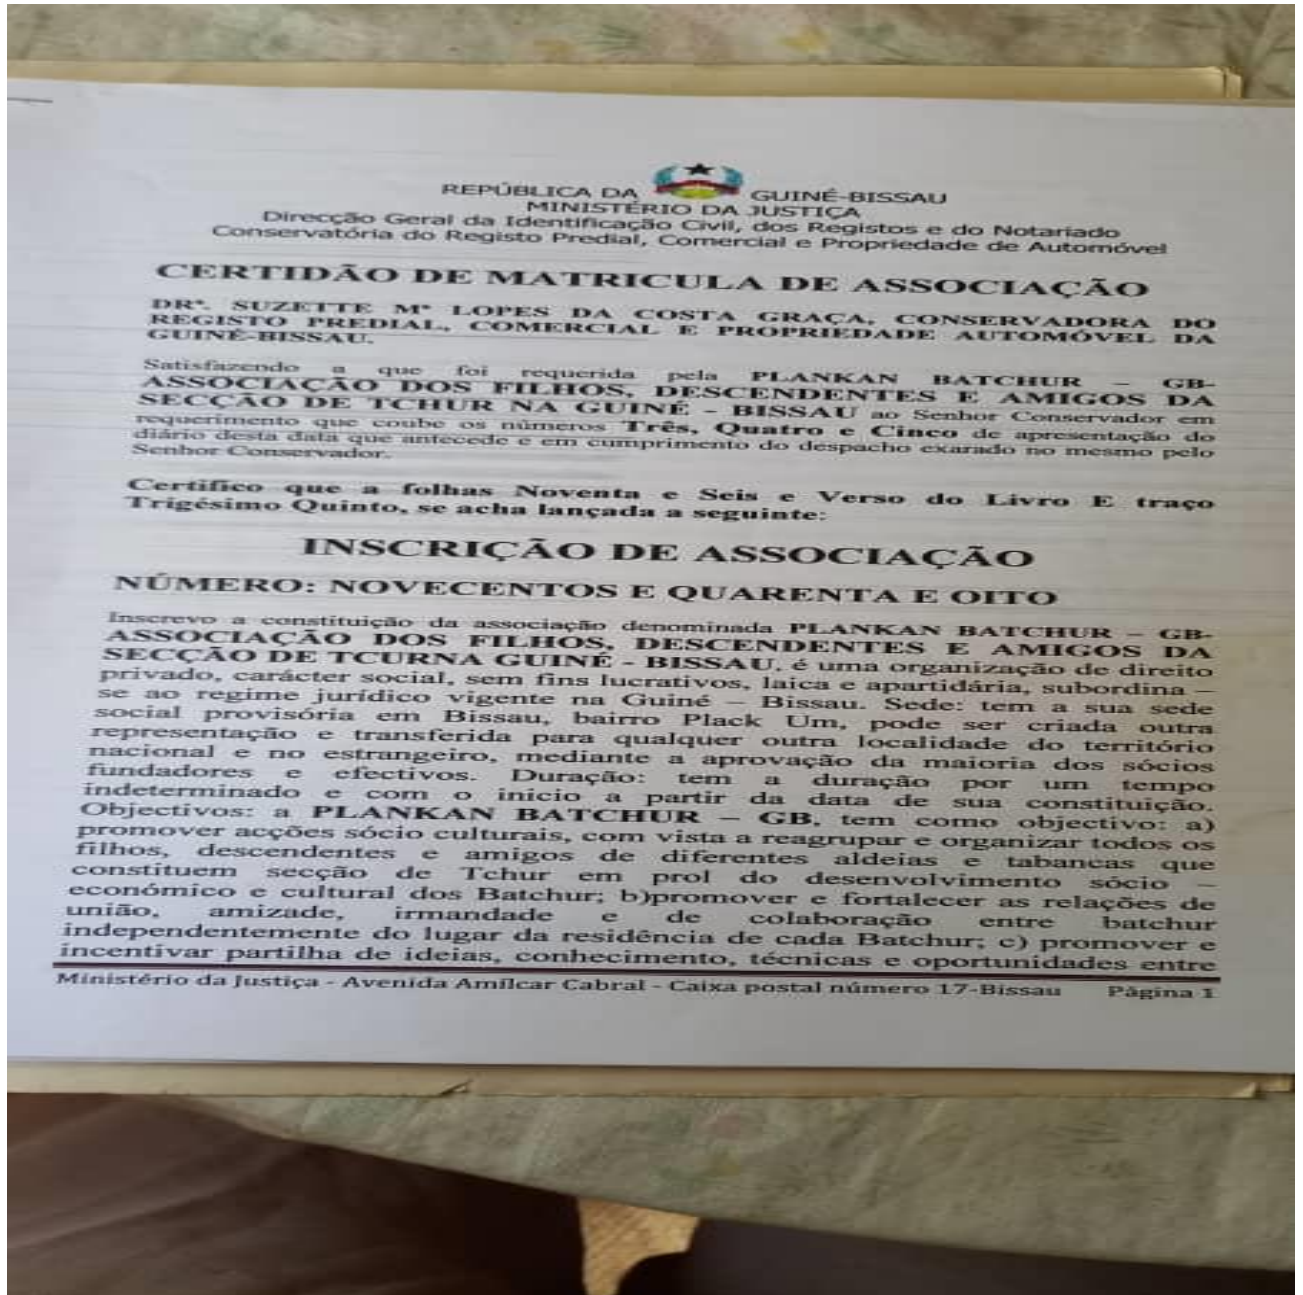 REPÚBLICA DA GUINÉ-BISSAU
MINISTÉRIO DA JUSTIÇA
Direcção Geral da Identificação Civil, dos Registos e do Notariado
Conservatória do Registo Predial, Comercial e Propriedade de Automóvel
CERTIDÃO DE MATRICULA DE ASSOCIAÇÃO
DRª. SUZETTE Mª LOPES DA COSTA GRAÇA, CONSERVADORA DO
REGISTO PREDIAL, COMERCIAL E PROPRIEDADE AUTOMÓVEL DA
GUINÉ-BISSAU.
Satisfazendo a que foi requerida pela PLANKAN BATCHUR – GB-
ASSOCIAÇÃO DOS FILHOS, DESCENDENTES E AMIGOS DA
SECÇÃO DE TCHUR NA GUINÉ - BISSAU ao Senhor Conservador em
requerimento que coube os números Três, Quatro e Cinco de apresentação do
diário desta data que antecede e em cumprimento do despacho exarado no mesmo pelo
Senhor Conservador.
Certifico que a folhas Noventa e Seis e Verso do Livro E traço
Trigésimo Quinto, se acha lançada a seguinte:
INSCRIÇÃO DE ASSOCIAÇÃO
NÚMERO: NOVECENTOS E QUARENTA E OITO
Inscrevo a constituição da associação denominada PLANKAN BATCHUR – GB-
ASSOCIAÇÃO DOS FILHOS, DESCENDENTES E AMIGOS DA
SECÇÃO DE TCURNA GUINÉ - BISSAU, é uma organização de direito
privado, carácter social, sem fins lucrativos, laica e apartidária, subordina –
se ao regime jurídico vigente na Guiné – Bissau. Sede: tem a sua sede
social provisória em Bissau, bairro Plack Um, pode ser criada outra
representação e transferida para qualquer outra localidade do território
nacional e no estrangeiro, mediante a aprovação da maioria dos sócios
fundadores e efectivos. Duração: tem a duração por um tempo
indeterminado e com o inicio a partir da data de sua constituição.
Objectivos: a PLANKAN BATCHUR – GB, tem como objectivo: a)
promover acções sócio culturais, com vista a reagrupar e organizar todos os
filhos, descendentes e amigos de diferentes aldeias e tabancas que
constituem secção de Tchur em prol do desenvolvimento sócio –
económico e cultural dos Batchur; b)promover e fortalecer as relações de
união, amizade, irmandade e de colaboração entre batchur
independentemente do lugar da residência de cada Batchur; c) promover e
incentivar partilha de ideias, conhecimento, técnicas e oportunidades entre
Ministério da Justiça - Avenida Amílcar Cabral - Caixa postal número 17-Bissau Página 1